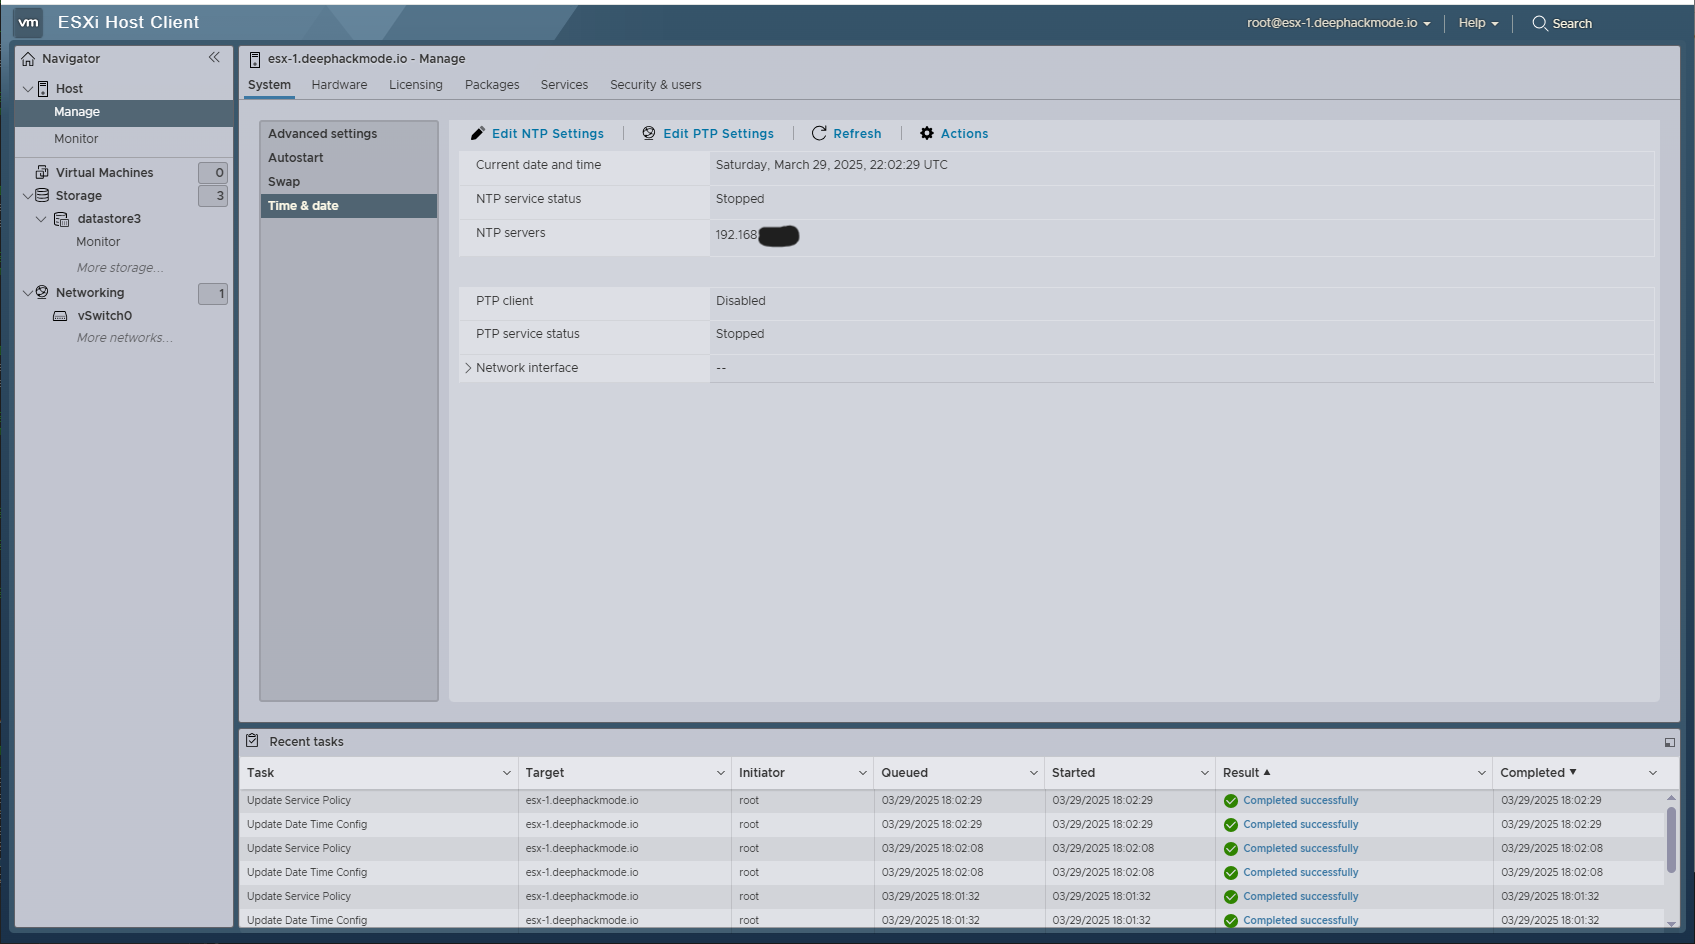 vm ESXi Host Client root@esx-1.deephackmode.io Help Search
Navigator
Host
Manage
Monitor
Virtual Machines 0
Storage 3
datastore3
Monitor
More storage...
Networking 1
vSwitch0
More networks...
esx-1.deephackmode.io - Manage
System Hardware Licensing Packages Services Security & users
Advanced settings
Autostart
Swap
Time & date
Edit NTP Settings Edit PTP Settings Refresh Actions
Current date and time Saturday, March 29, 2025, 22:02:29 UTC
NTP service status Stopped
NTP servers 192.168
PTP client Disabled
PTP service status Stopped
Network interface --
Recent tasks
Task Target Initiator Queued Started Result Completed
Update Service Policy esx-1.deephackmode.io root 03/29/2025 18:02:29 03/29/2025 18:02:29 Completed successfully 03/29/2025 18:02:29
Update Date Time Config esx-1.deephackmode.io root 03/29/2025 18:02:29 03/29/2025 18:02:29 Completed successfully 03/29/2025 18:02:29
Update Service Policy esx-1.deephackmode.io root 03/29/2025 18:02:08 03/29/2025 18:02:08 Completed successfully 03/29/2025 18:02:08
Update Date Time Config esx-1.deephackmode.io root 03/29/2025 18:02:08 03/29/2025 18:02:08 Completed successfully 03/29/2025 18:02:08
Update Service Policy esx-1.deephackmode.io root 03/29/2025 18:01:32 03/29/2025 18:01:32 Completed successfully 03/29/2025 18:01:32
Update Date Time Config esx-1.deephackmode.io root 03/29/2025 18:01:32 03/29/2025 18:01:32 Completed successfully 03/29/2025 18:01:32